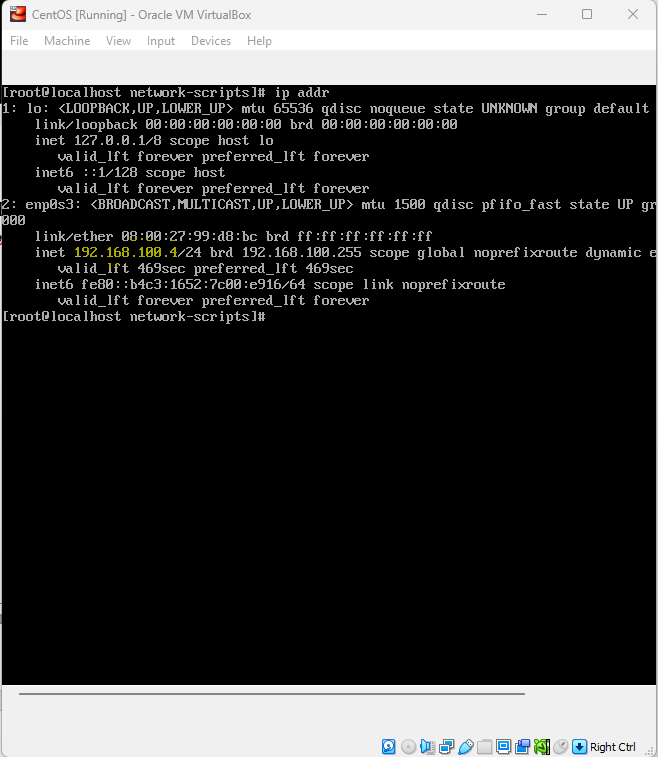 CentOS [Running] - Oracle VM VirtualBox
File Machine View Input Devices Help
[root@localhost network-scripts]# ip addr
1: lo: <LOOPBACK,UP,LOWER_UP> mtu 65536 qdisc noqueue state UNKNOWN group default
    link/loopback 00:00:00:00:00:00 brd 00:00:00:00:00:00
    inet 127.0.0.1/8 scope host lo
       valid_lft forever preferred_lft forever
    inet6 ::1/128 scope host
       valid_lft forever preferred_lft forever
2: enp0s3: <BROADCAST,MULTICAST,UP,LOWER_UP> mtu 1500 qdisc pfifo_fast state UP gr
000
    link/ether 08:00:27:99:d8:bc brd ff:ff:ff:ff:ff:ff
    inet 192.168.100.4/24 brd 192.168.100.255 scope global noprefixroute dynamic e
       valid_lft 469sec preferred_lft 469sec
    inet6 fe80::b4c3:1652:7c00:e916/64 scope link noprefixroute
       valid_lft forever preferred_lft forever
[root@localhost network-scripts]#
Right Ctrl